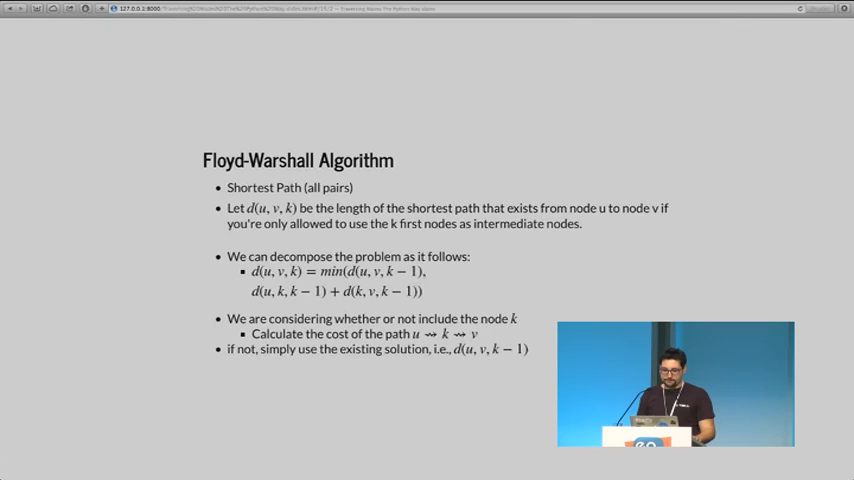 Floyd-Warshall Algorithm
Shortest Path (all pairs)
Let d(u, v, k) be the length of the shortest path that exists from node u to node v if
you're only allowed to use the k first nodes as intermediate nodes.
We can decompose the problem as it follows:
d(u, v, k) = min(d(u, v, k − 1),
d(u, k, k − 1) + d(k, v, k − 1))
We are considering whether or not include the node k
Calculate the cost of the path u ⇝ k ⇝ v
if not, simply use the existing solution, i.e., d(u, v, k − 1)